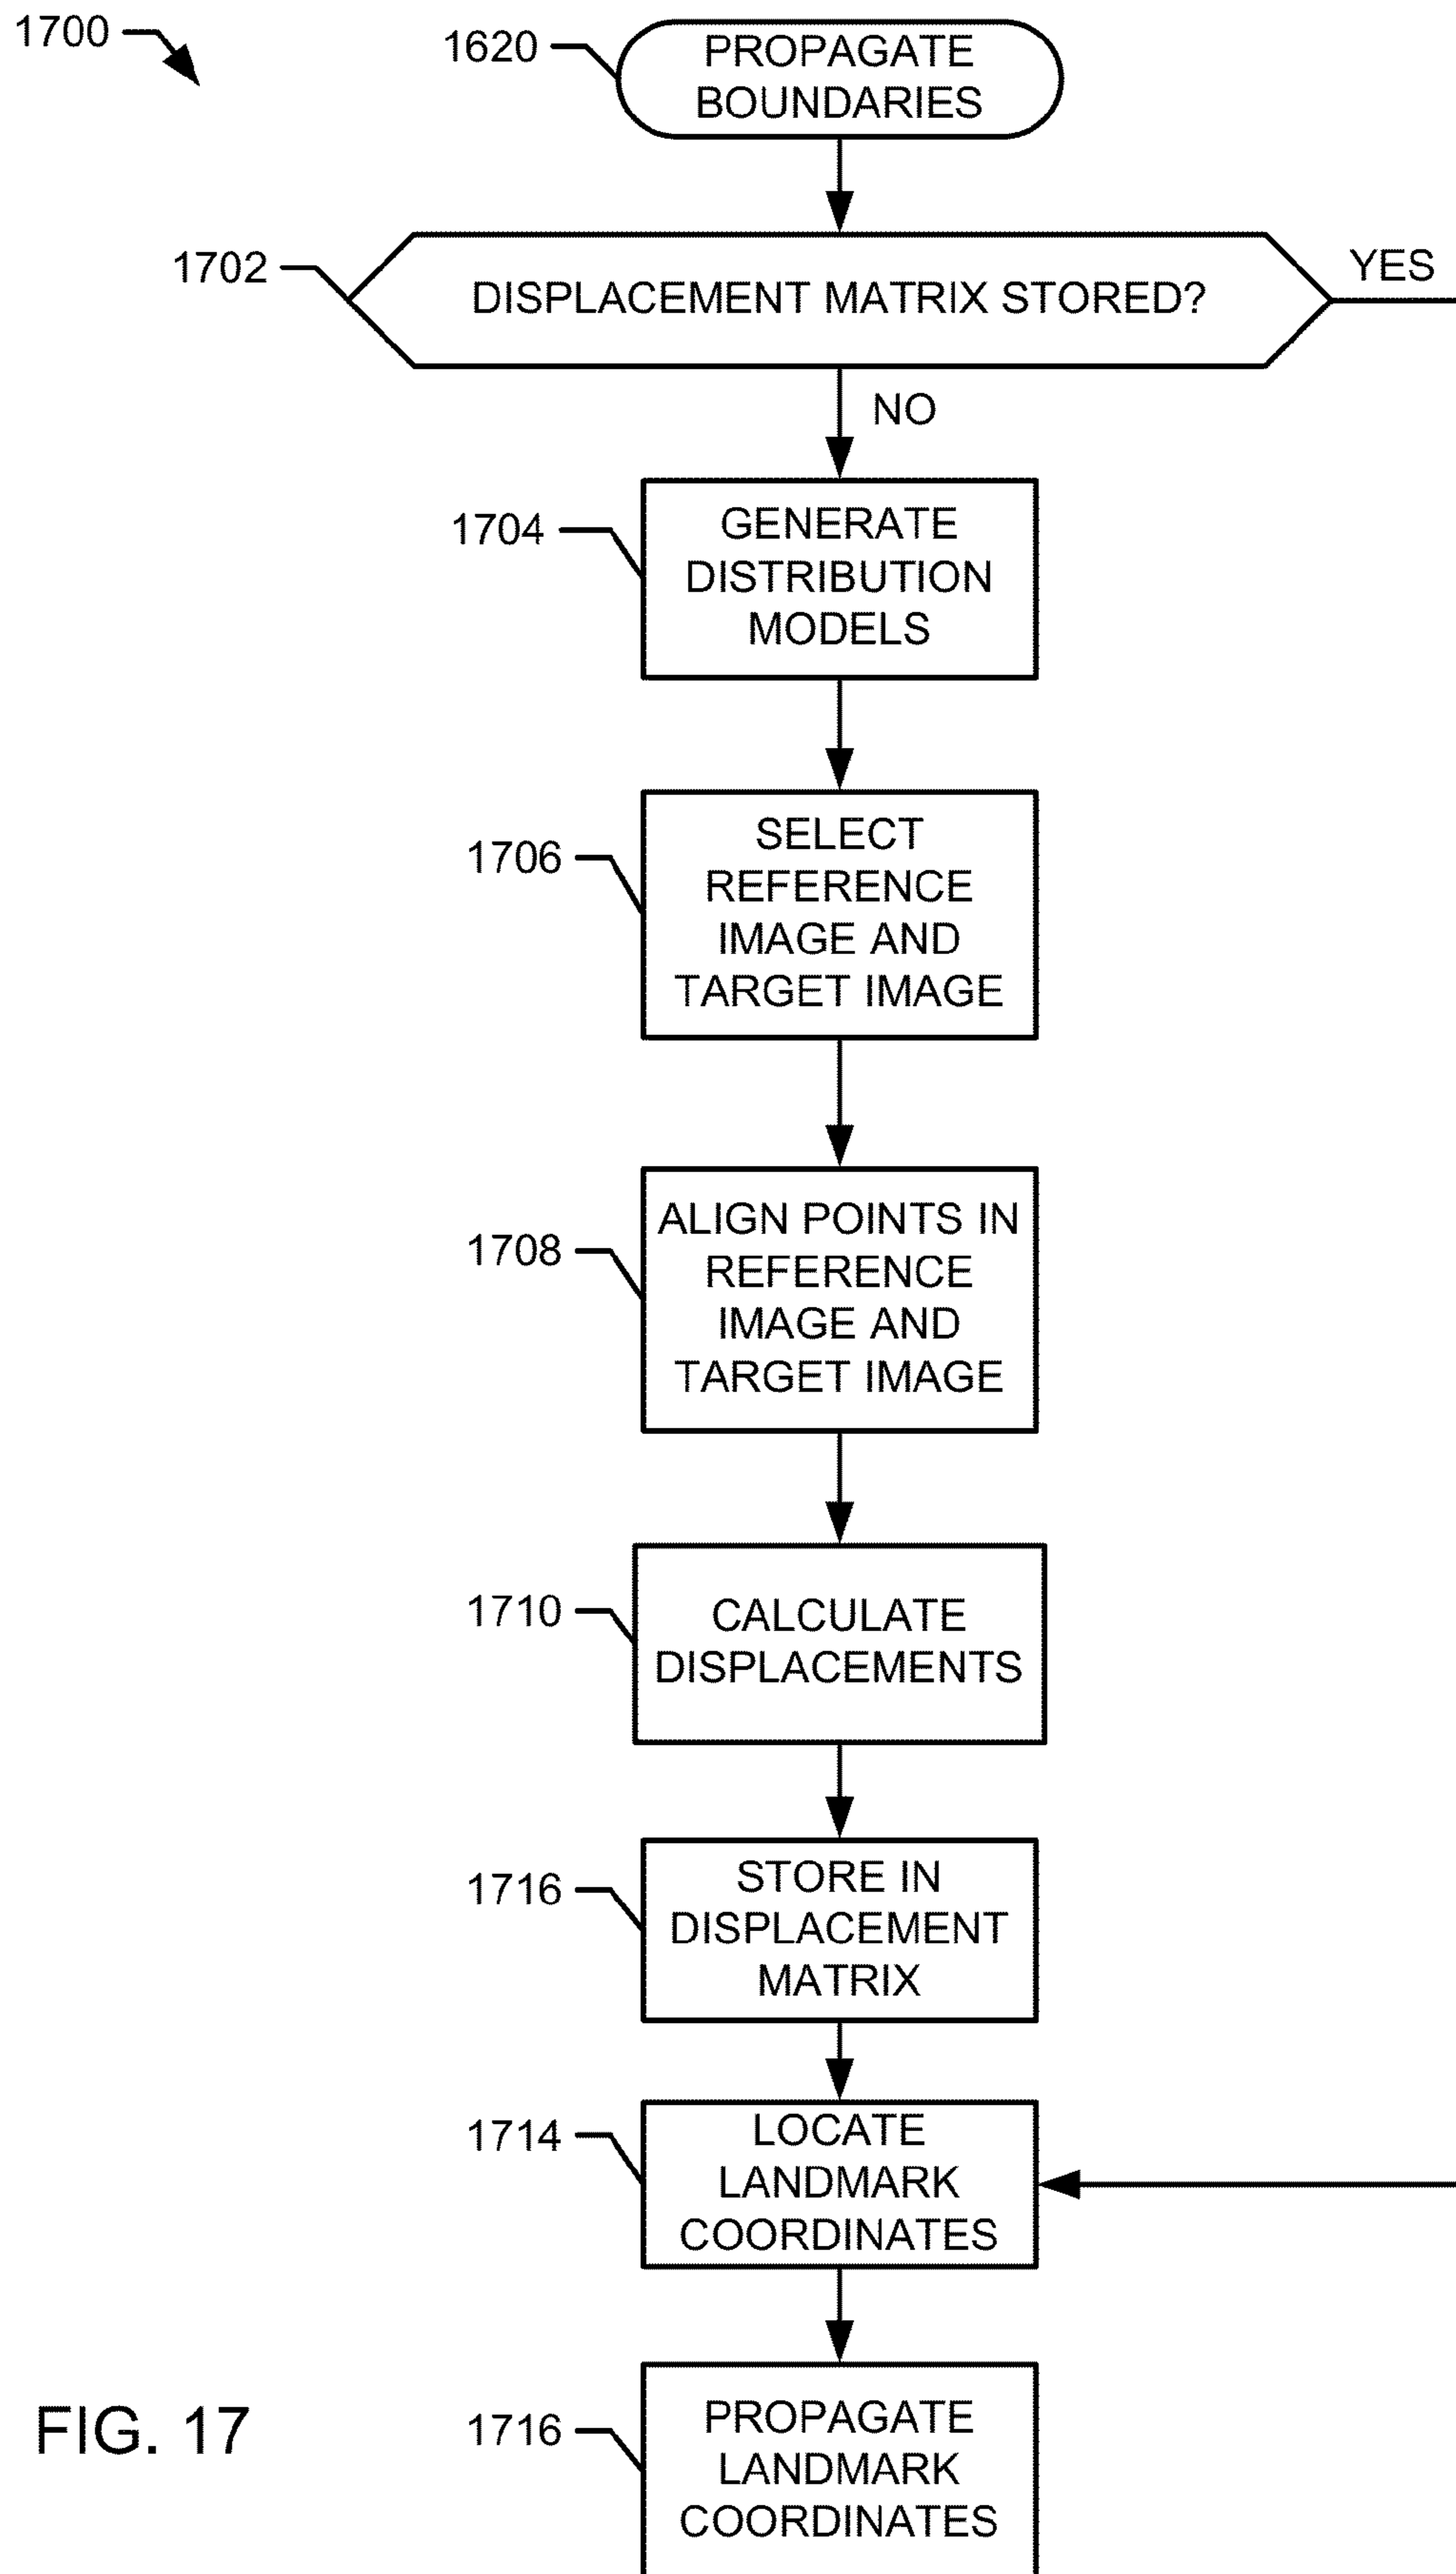 1700
1620
PROPAGATE
BOUNDARIES
1702
DISPLACEMENT MATRIX STORED?
YES
NO
1704
GENERATE
DISTRIBUTION
MODELS
1706
SELECT
REFERENCE
IMAGE AND
TARGET IMAGE
1708
ALIGN POINTS IN
REFERENCE
IMAGE AND
TARGET IMAGE
1710
CALCULATE
DISPLACEMENTS
1716
STORE IN
DISPLACEMENT
MATRIX
1714
LOCATE
LANDMARK
COORDINATES
FIG. 17
1716
PROPAGATE
LANDMARK
COORDINATES